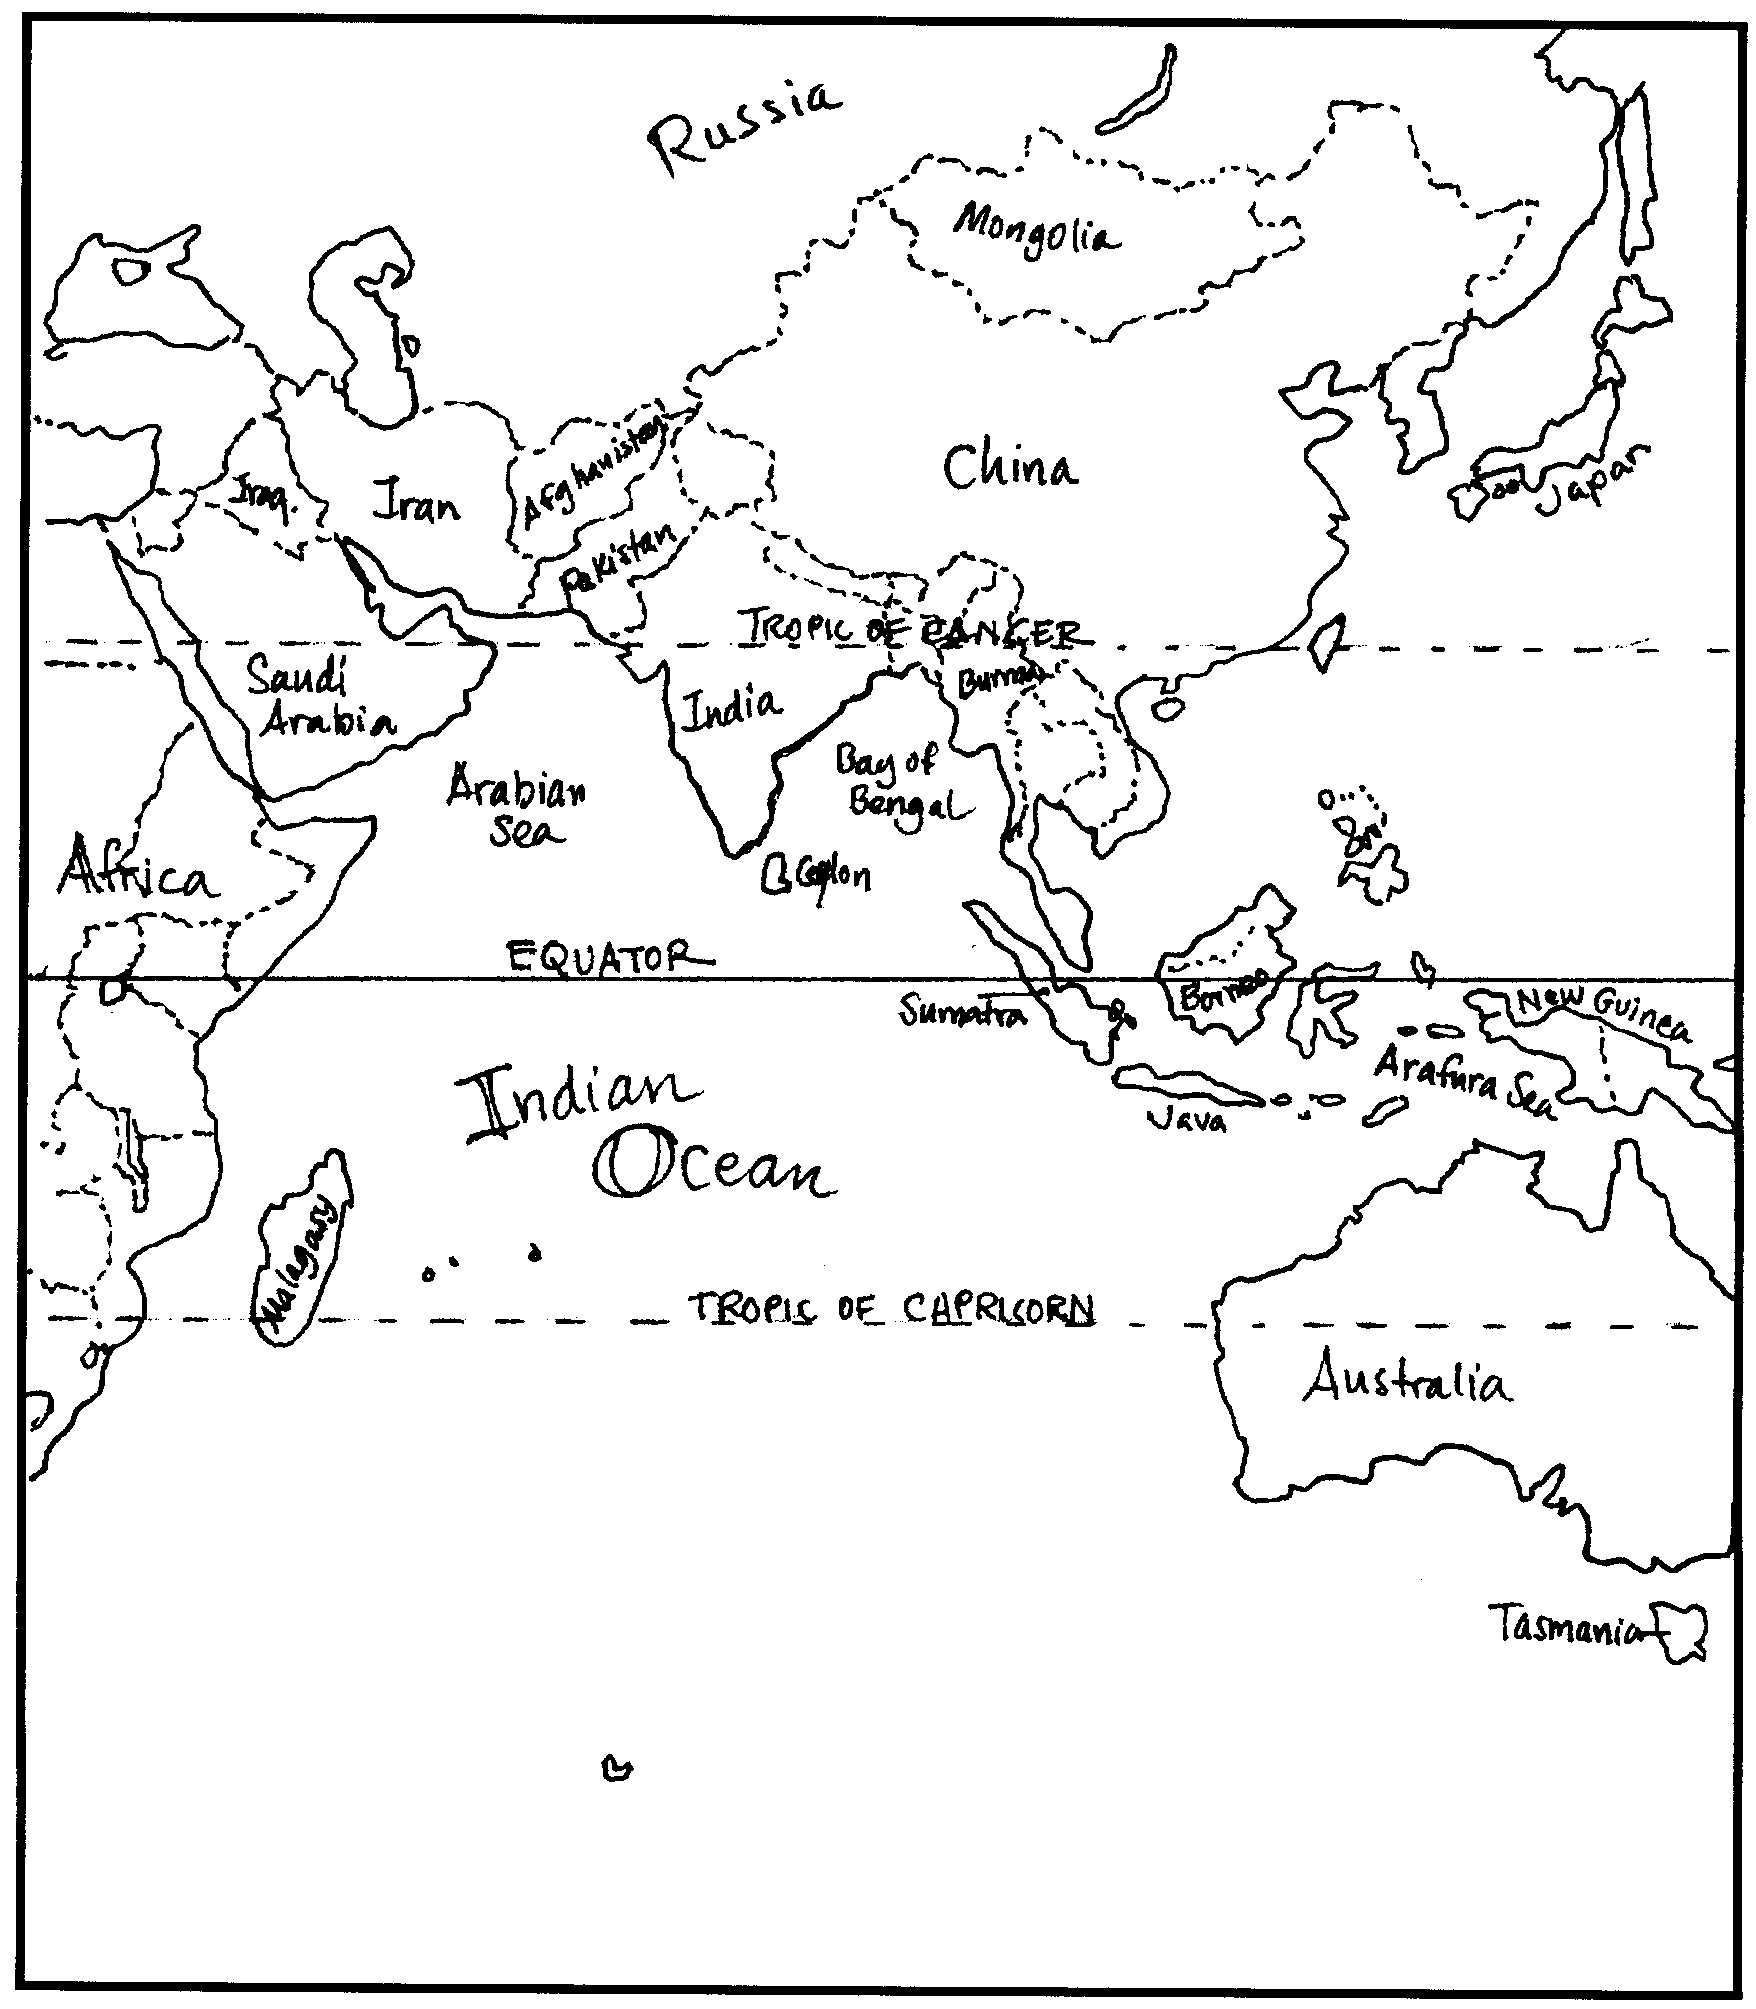 Russia
Mongolia
China
Iraq.
Iran
Afghanistan
Pakistan
Japan
TROPIC OF CANCER
Saudi
Arabia
India
Burma
Arabian
Sea
Bay of
Bengal
Africa
Ceylon
EQUATOR
Sumatra
Borneo
New Guinea
Arafura Sea
Java
Indian
Ocean
Malagasy
TROPIC OF CAPRICORN
Australia
Tasmania